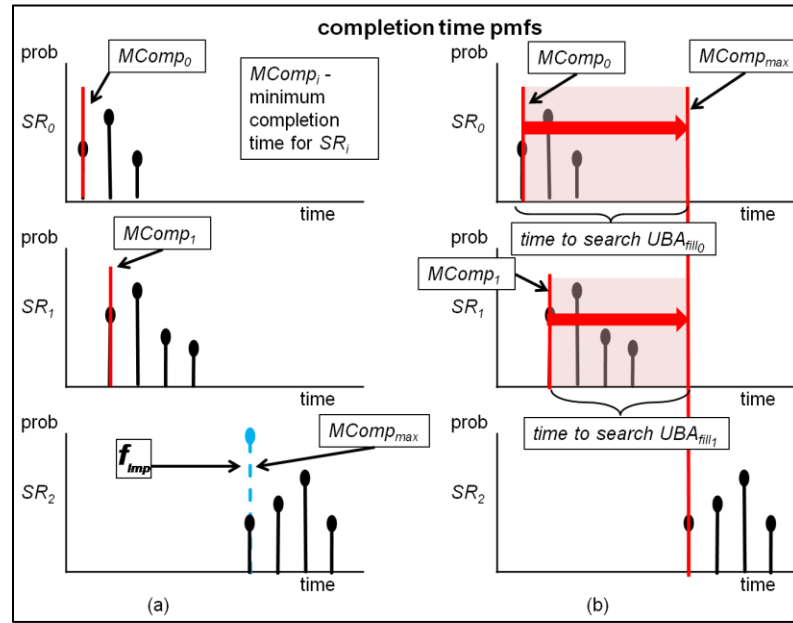 completion time pmfs
prob
MComp0
MCompi -
minimum
completion
time for SRi
SR0
time
prob
MComp1
SR1
time
prob
fImp
MCompmax
SR2
time
(a)
prob
MComp0
MCompmax
SR0
time
time to search UBAfill0
prob
MComp1
SR1
time
time to search UBAfill1
prob
SR2
time
(b)